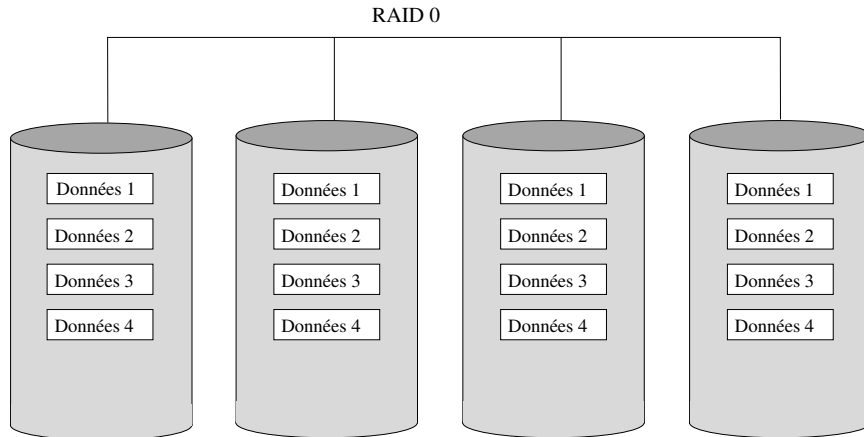 RAID 0
Données 1 Données 1 Données 1 Données 1
Données 2 Données 2 Données 2 Données 2
Données 3 Données 3 Données 3 Données 3
Données 4 Données 4 Données 4 Données 4